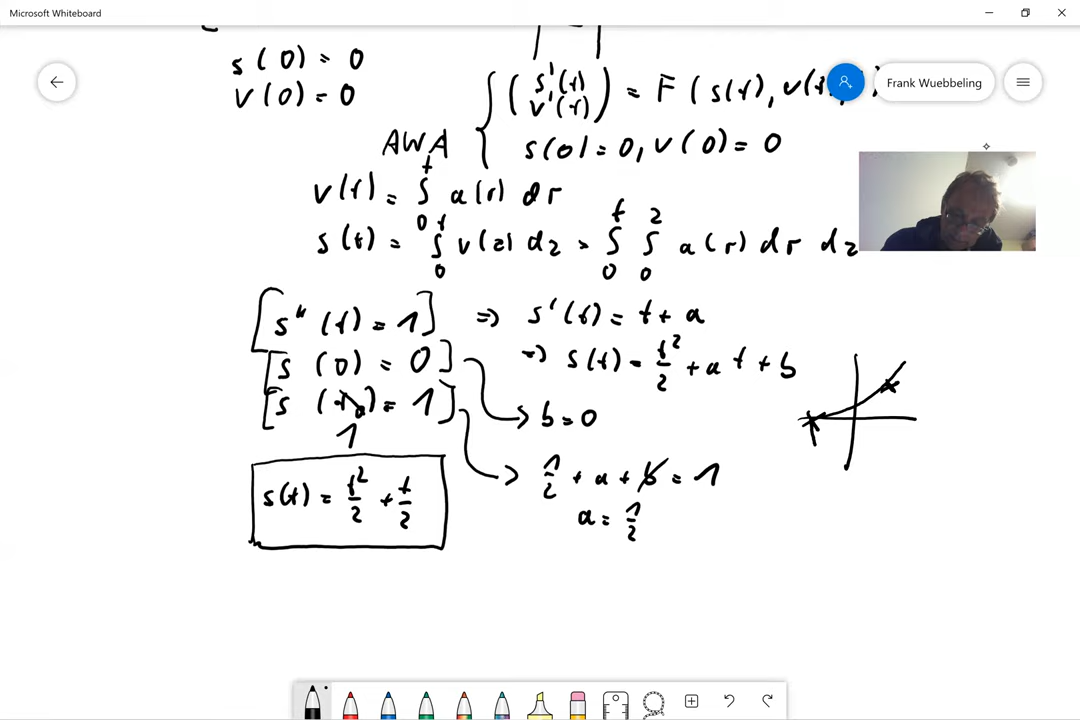 Microsoft Whiteboard
s(0) = 0
v(0) = 0
Frank Wuebbeling
(s'(t) v'(t)) = F(s(t), v(t)
AWA
s(0) = 0, v(0) = 0
v(t) = ∫₀ᵗ a(r) dr
s(t) = ∫₀ᵗ v(z) dz = ∫₀ᵗ ∫₀ᶻ a(r) dr dz
[s''(t) = 1] ⇒ s'(t) = t + a
[s(0) = 0] ⇒ s(t) = t²/2 + a t + b
[s( ) = 1]
1
b = 0
1/2 + a + b = 1
s(t) = t²/2 + t/2
a = 1/2